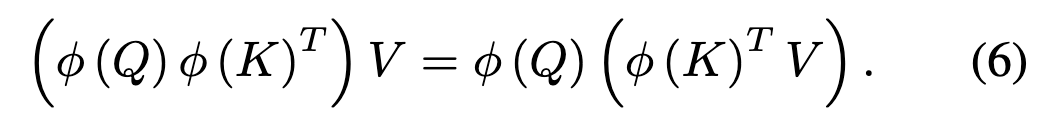 (ϕ (Q) ϕ (K)^T) V = ϕ (Q) (ϕ (K)^T V) . (6)